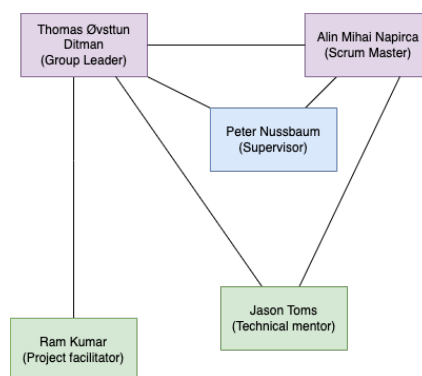 Thomas Øvsttun
Ditman
(Group Leader)
Alin Mihai Napirca
(Scrum Master)
Peter Nussbaum
(Supervisor)
Jason Toms
(Technical mentor)
Ram Kumar
(Project facilitator)